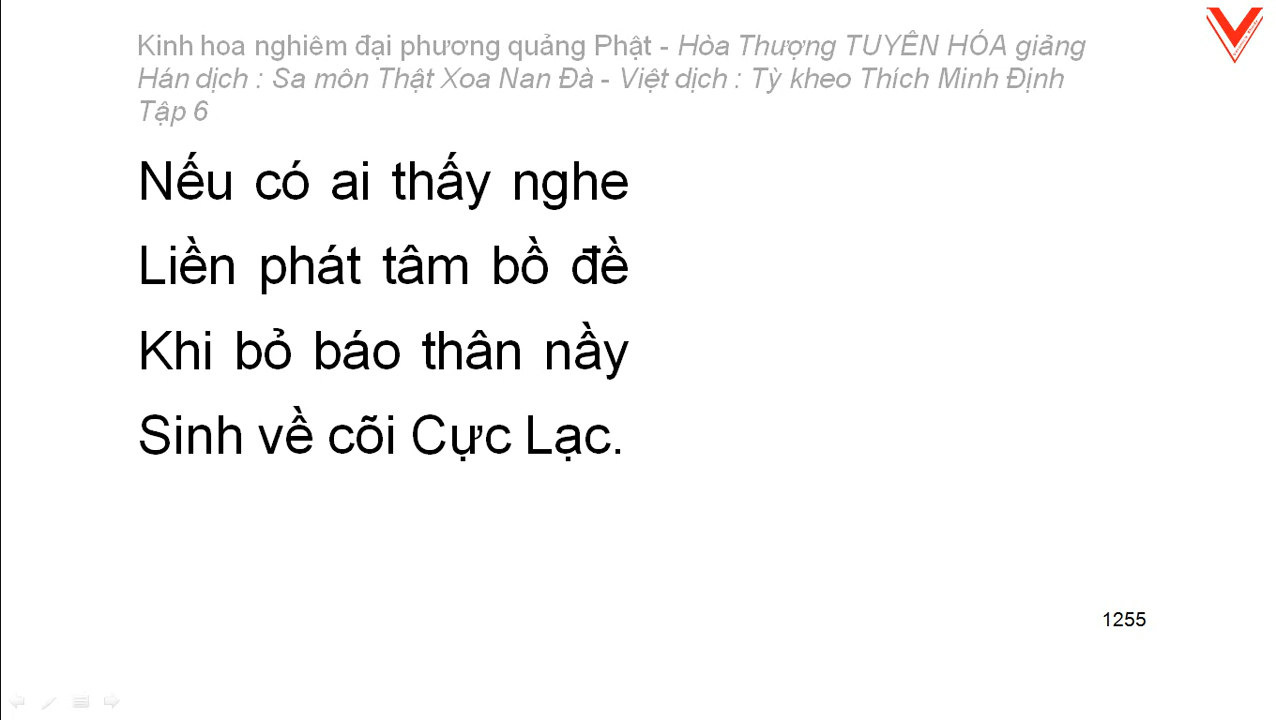 Kinh hoa nghiêm đại phương quảng Phật - Hòa Thượng TUYÊN HÓA giảng
Hán dịch : Sa môn Thật Xoa Nan Đà - Việt dịch : Tỳ kheo Thích Minh Định
Tập 6
Nếu có ai thấy nghe
Liền phát tâm bồ đề
Khi bỏ báo thân nầy
Sinh về cõi Cực Lạc.
1255